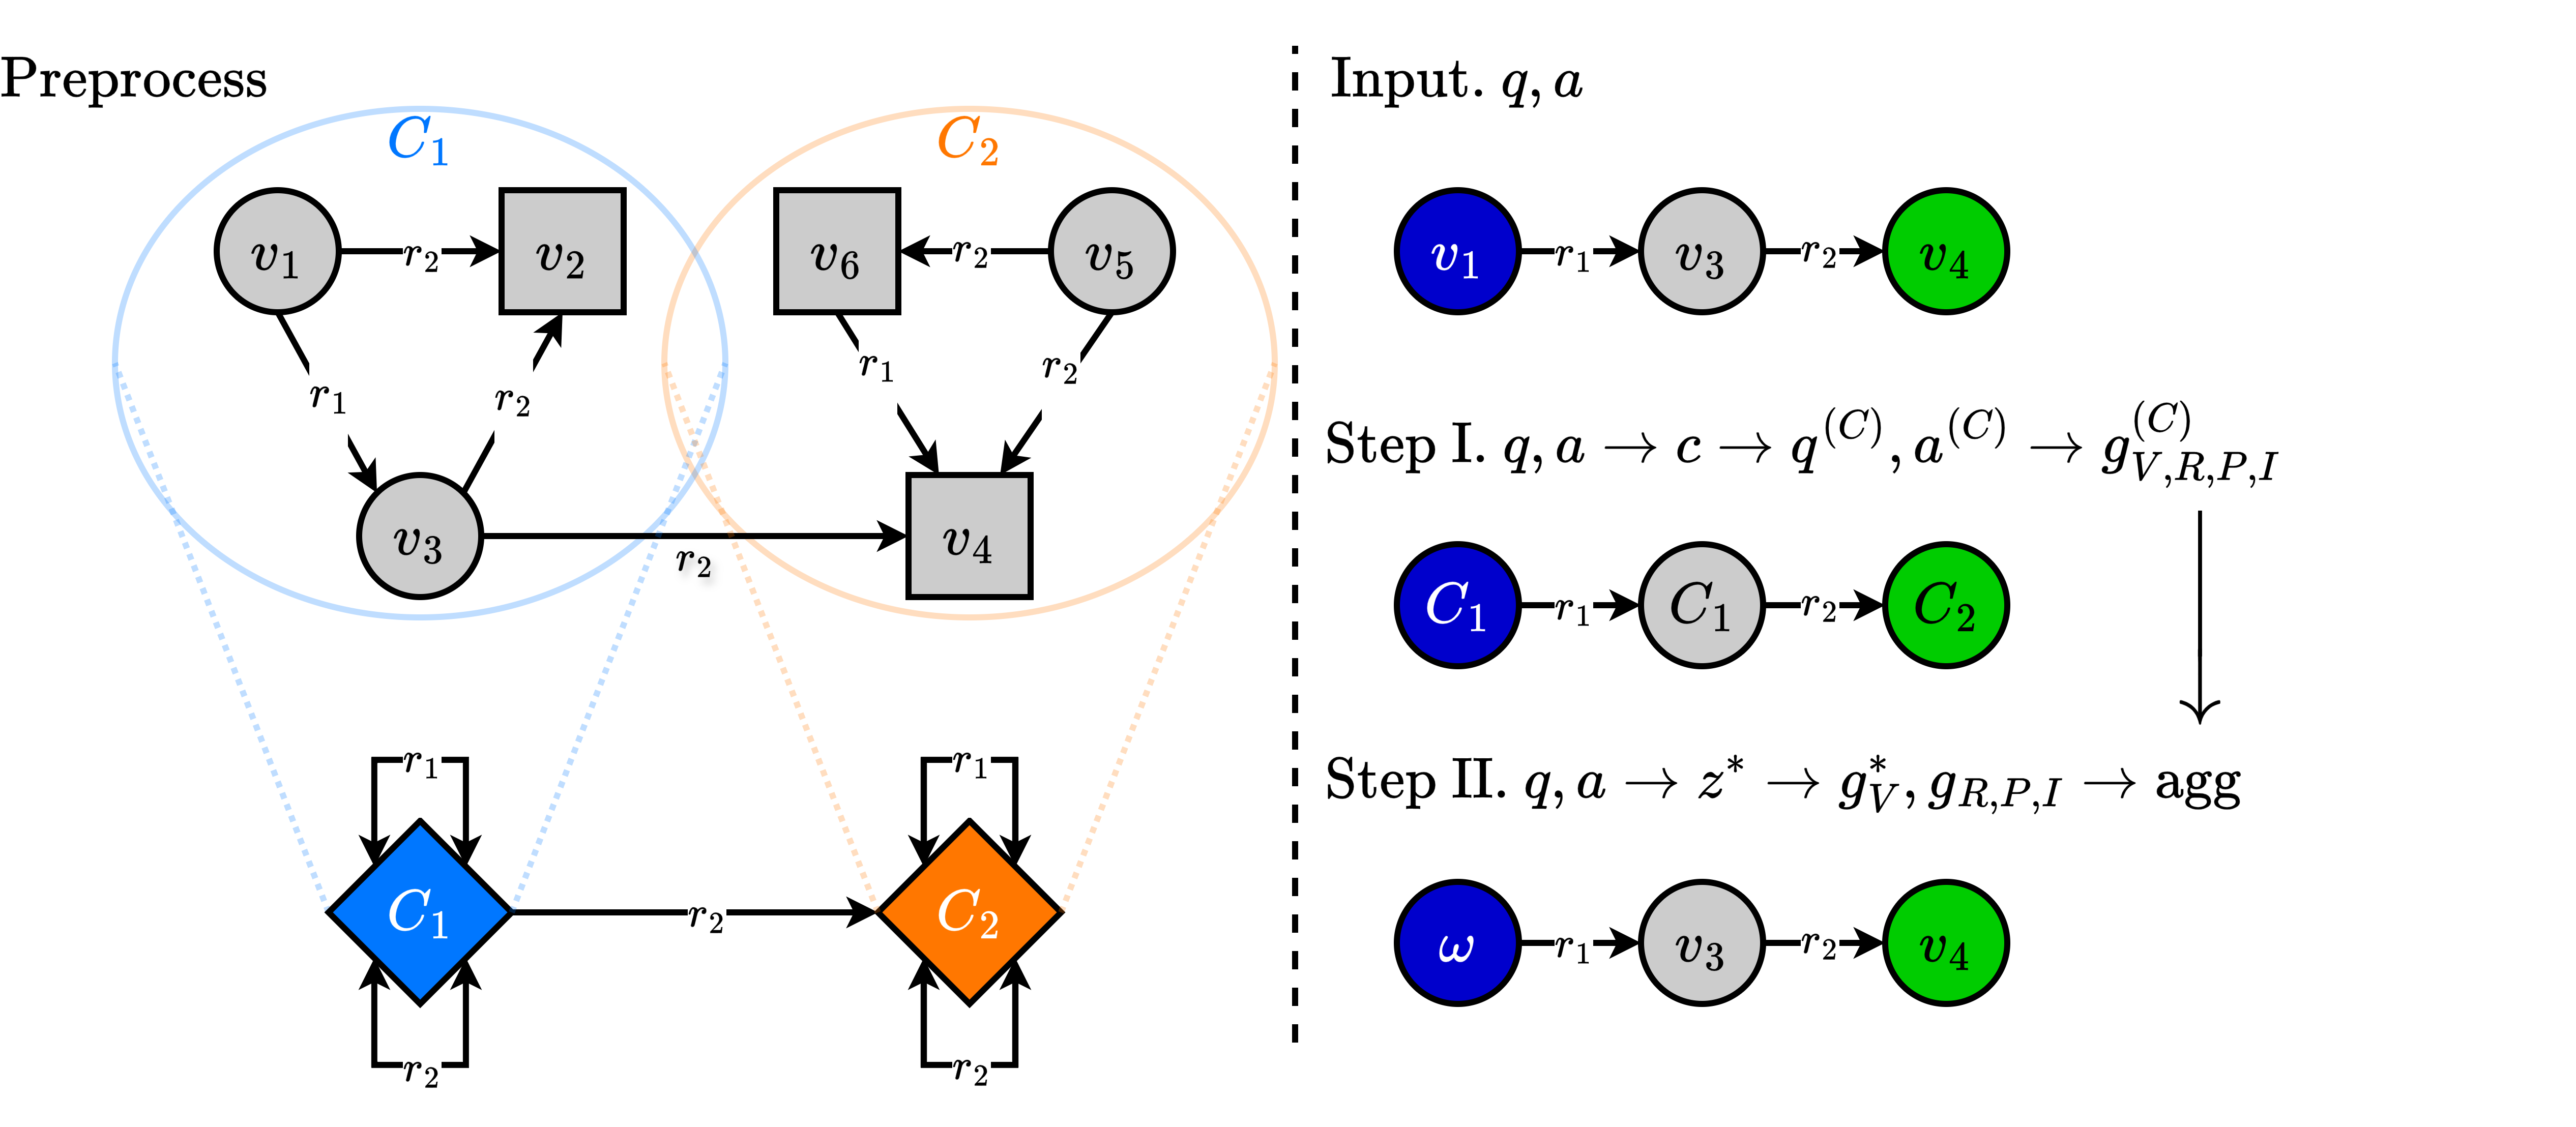 Preprocess
C₁
C₂
v₁
r₂
v₂
v₆
r₂
v₅
r₁
r₂
r₁
r₂
v₃
r₂
v₄
r₁
r₁
C₁
r₂
C₂
r₂
r₂
Input. q, a
v₁
r₁
v₃
r₂
v₄
Step I. q, a → c → q^(C), a^(C) → g^(C)_{V,R,P,I}
C₁
r₁
C₁
r₂
C₂
Step II. q, a → z* → g*_V, g_{R,P,I} → agg
ω
r₁
v₃
r₂
v₄